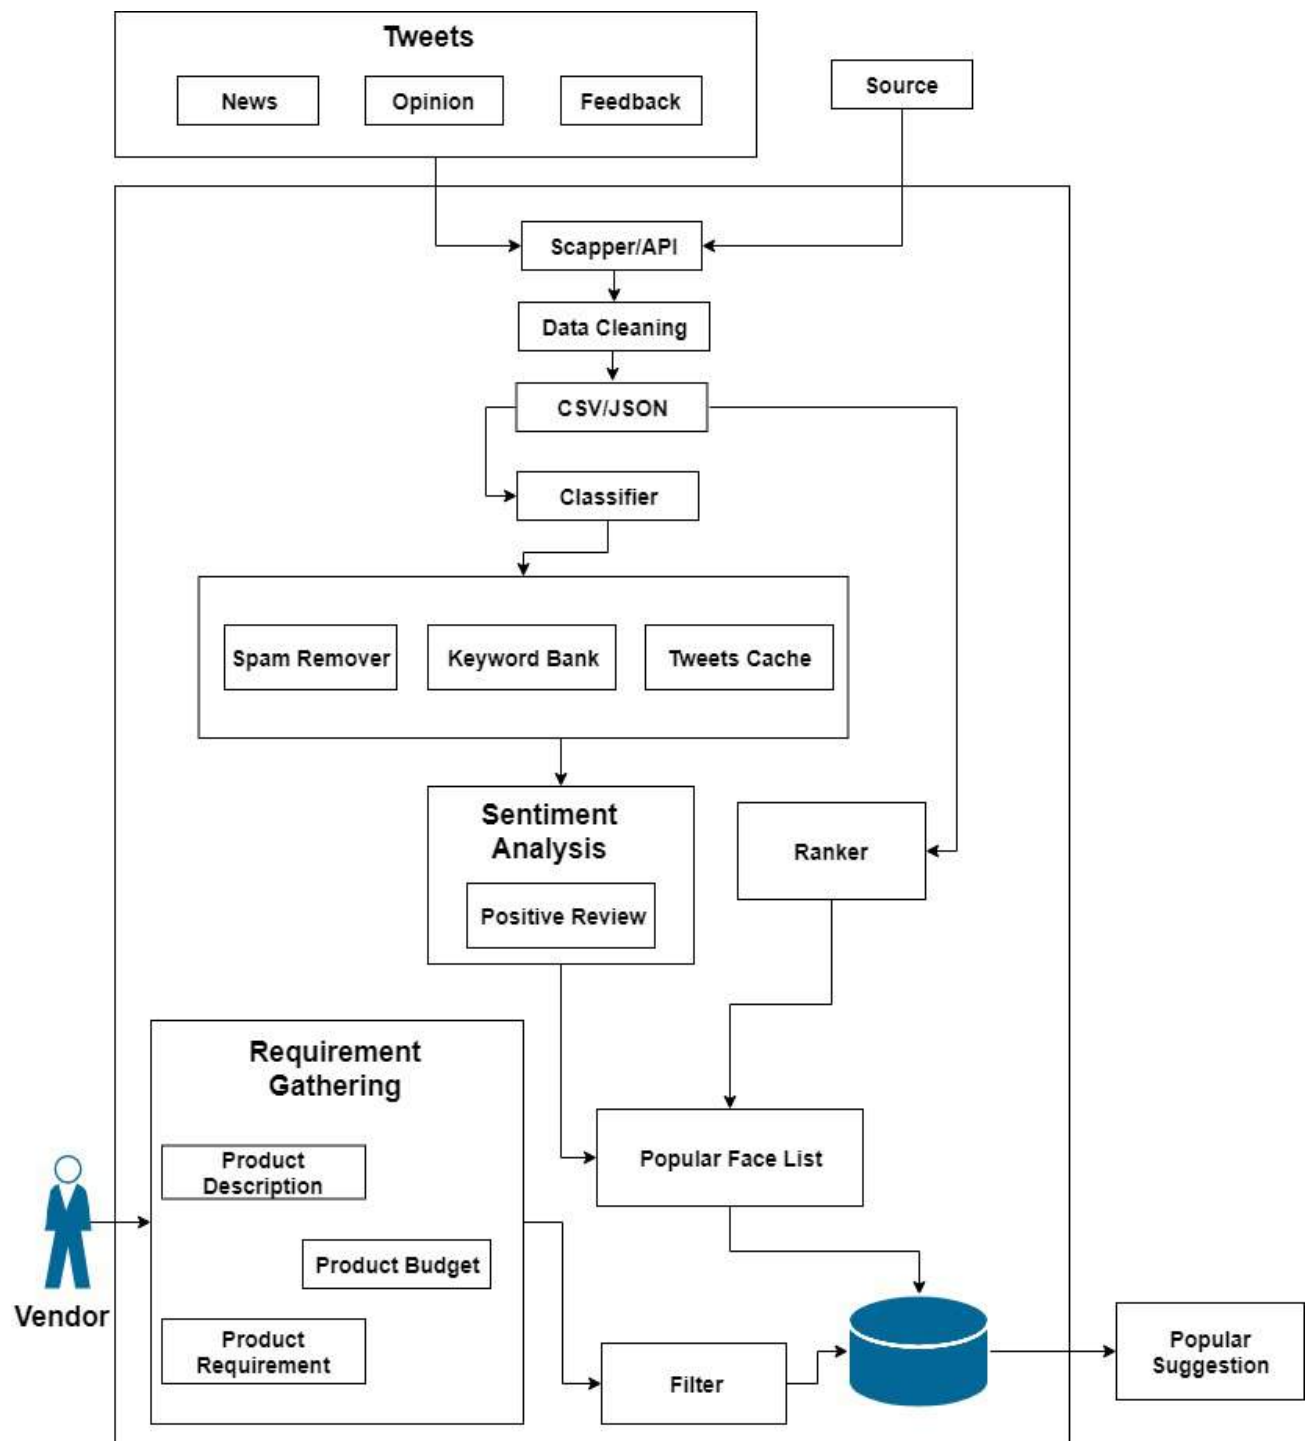 Tweets
News
Opinion
Feedback
Source
Scapper/API
Data Cleaning
CSV/JSON
Classifier
Spam Remover
Keyword Bank
Tweets Cache
Sentiment
Analysis
Positive Review
Ranker
Requirement
Gathering
Product
Description
Product Budget
Product
Requirement
Vendor
Popular Face List
Filter
Popular
Suggestion